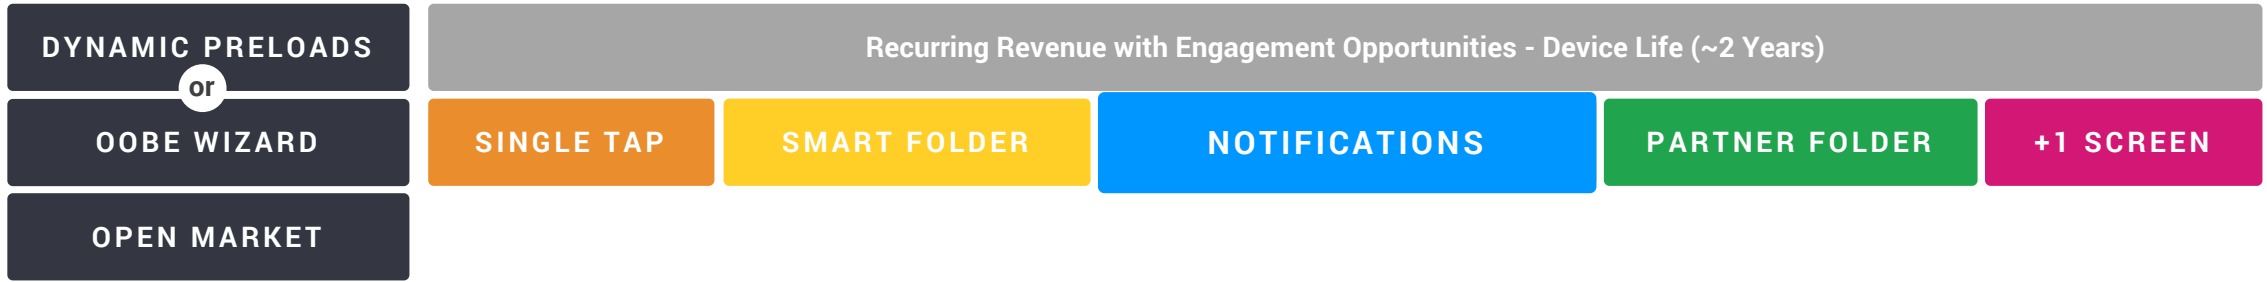 DYNAMIC PRELOADS
or
OOBE WIZARD
OPEN MARKET
Recurring Revenue with Engagement Opportunities - Device Life (~2 Years)
SINGLE TAP
SMART FOLDER
NOTIFICATIONS
PARTNER FOLDER
+1 SCREEN